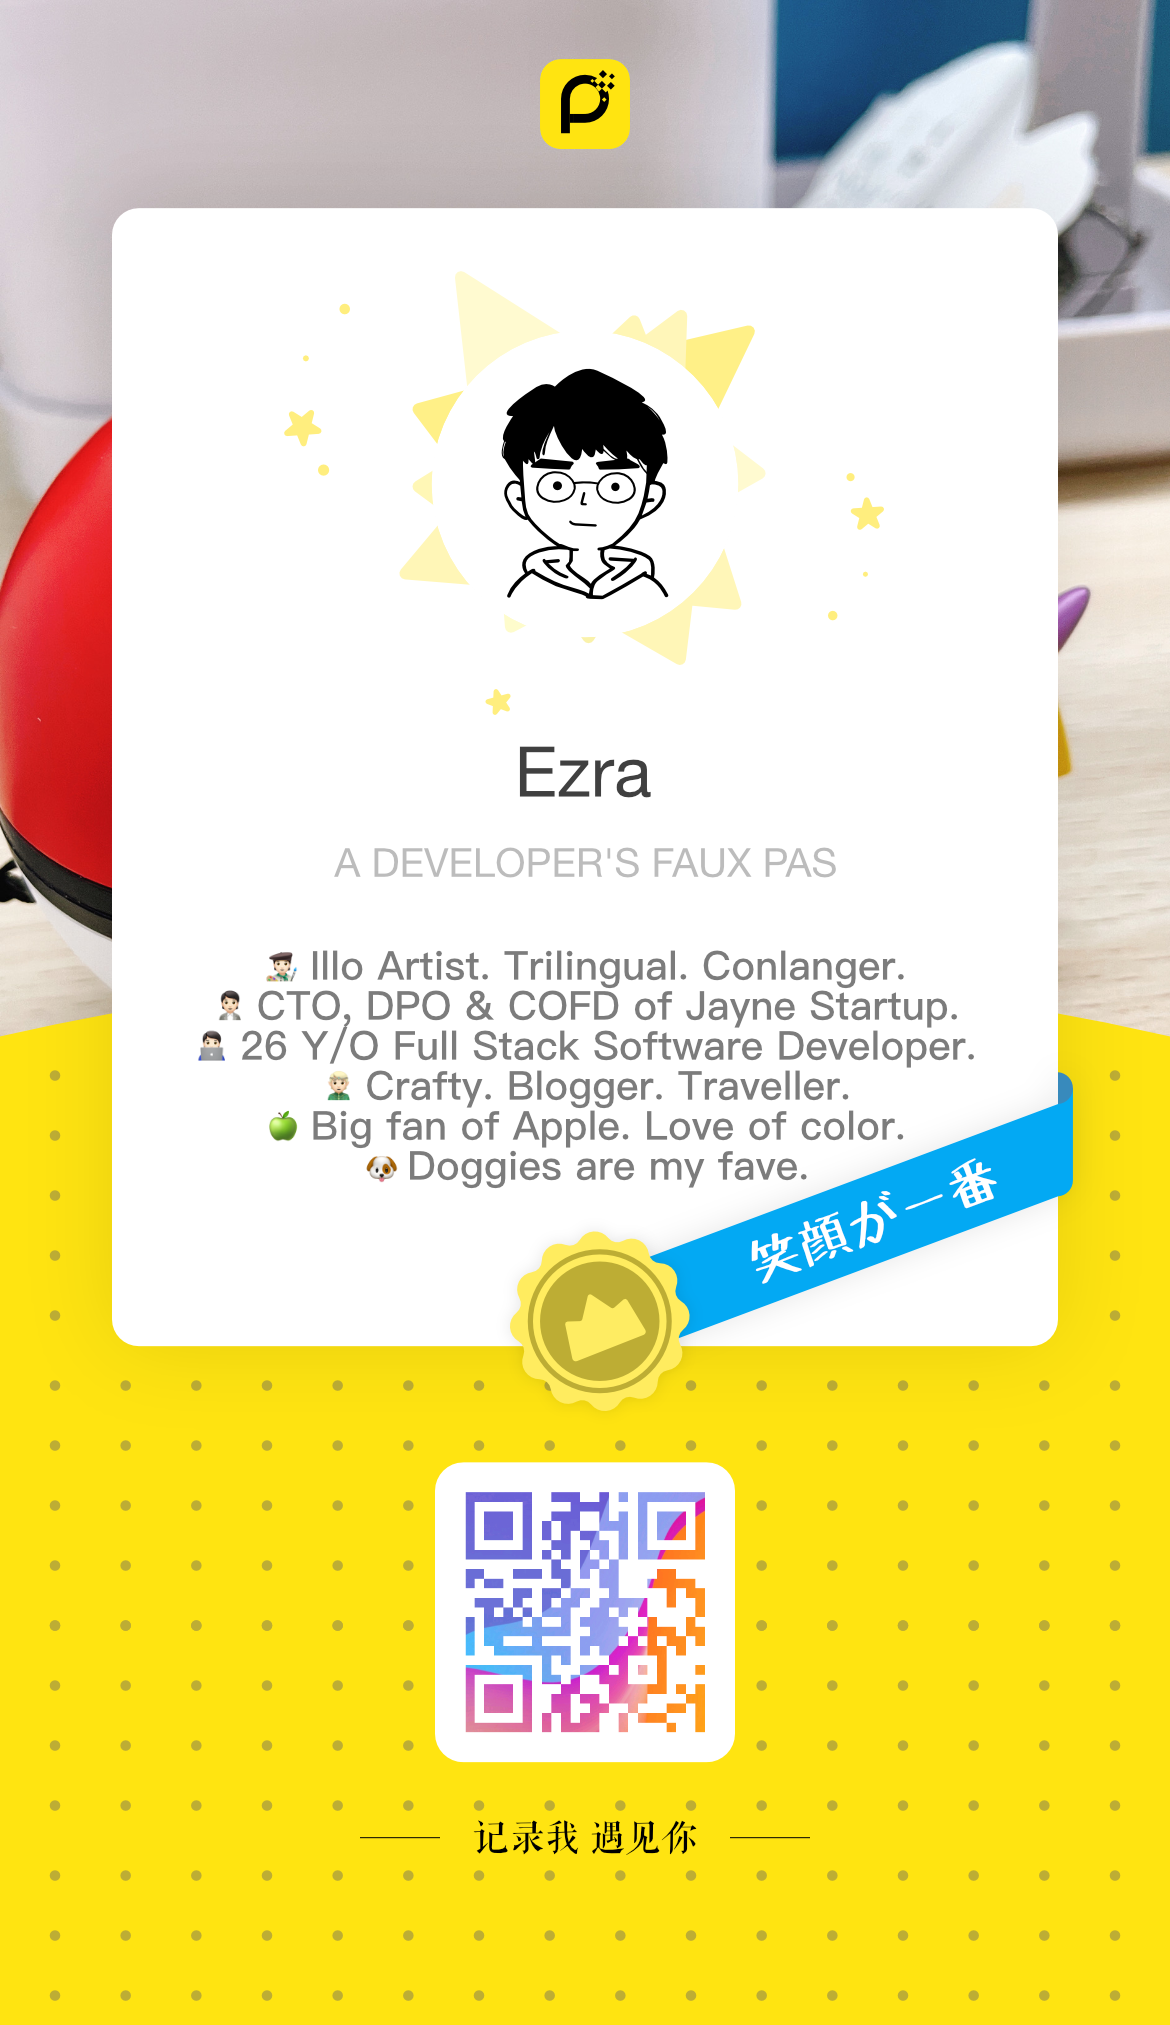 Ezra
A DEVELOPER'S FAUX PAS
👨🏻‍🎨 Illo Artist. Trilingual. Conlanger.
🤵🏻 CTO, DPO & COFD of Jayne Startup.
👨🏻‍💻 26 Y/O Full Stack Software Developer.
🧝🏻 Crafty. Blogger. Traveller.
🍏 Big fan of Apple. Love of color.
🐶 Doggies are my fave.
笑顔が一番
记录我 遇见你